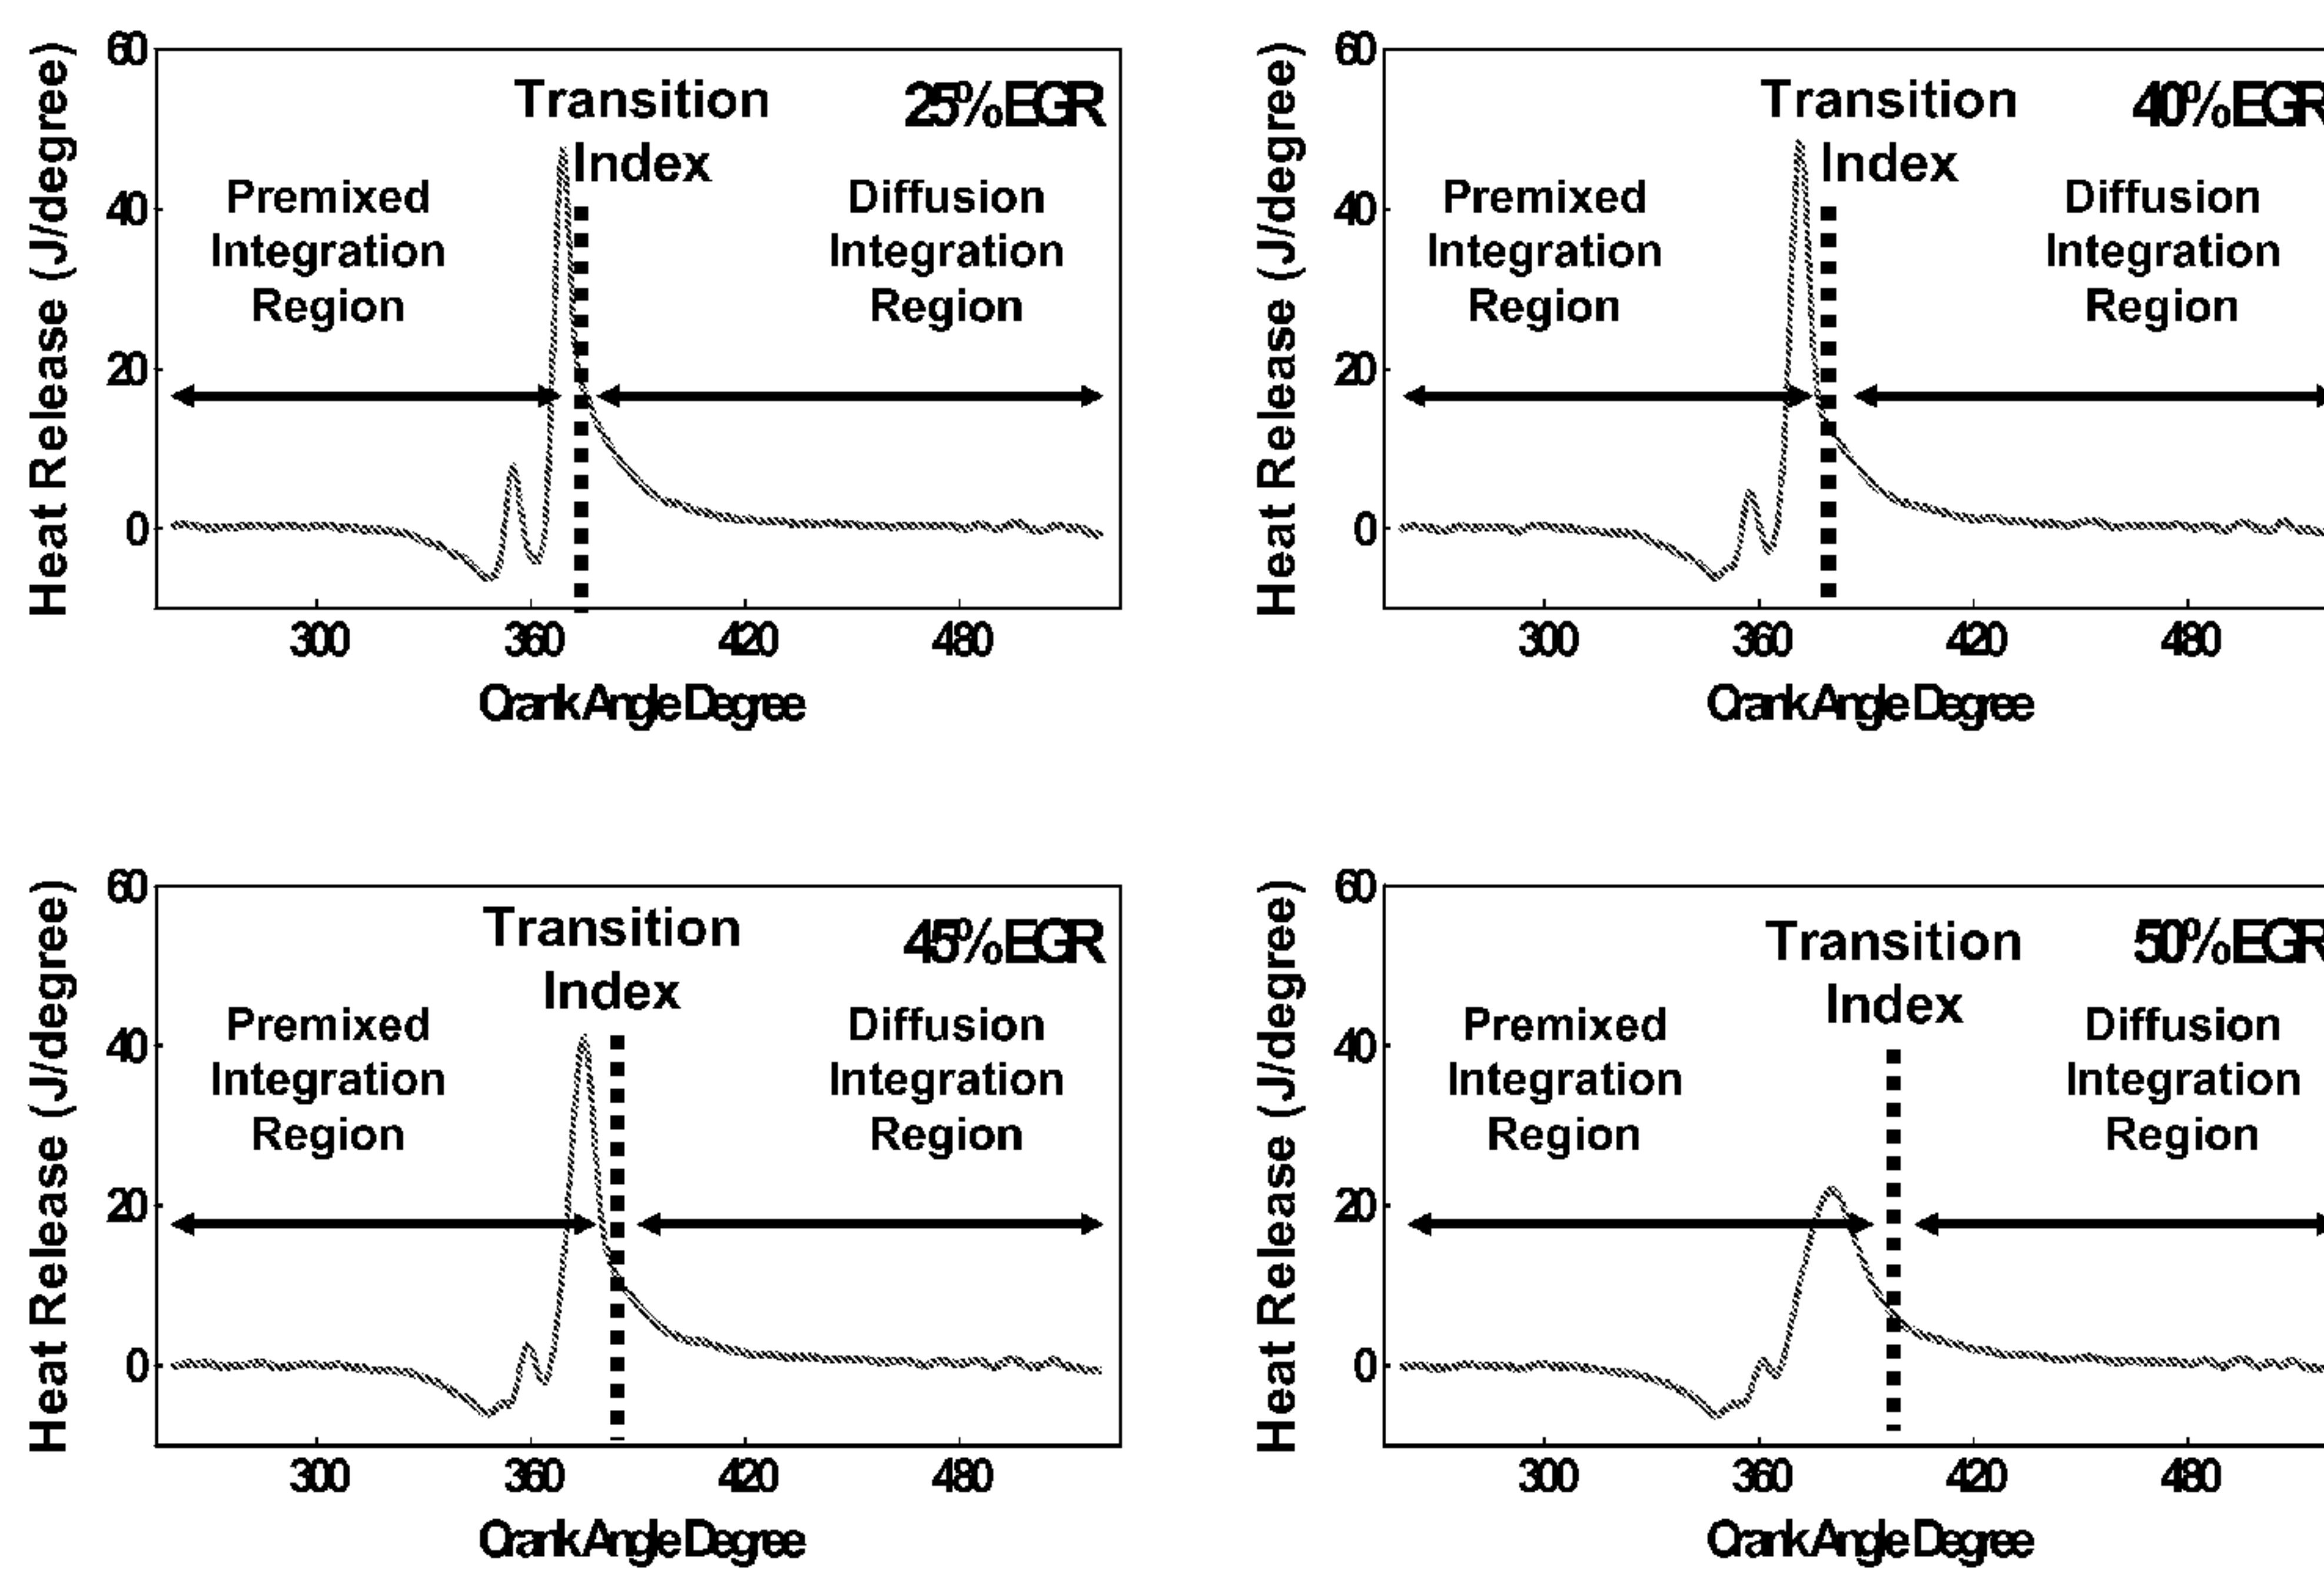 60
Transition
25%EGR
Index
Premixed
Integration
Region
Diffusion
Integration
Region
40
20
0
Heat Release (J/degree)
300
360
420
480
Crank Angle Degree
60
Transition
40%EGR
Index
Premixed
Integration
Region
Diffusion
Integration
Region
40
20
0
Heat Release (J/degree)
300
360
420
480
Crank Angle Degree
60
Transition
45%EGR
Index
Premixed
Integration
Region
Diffusion
Integration
Region
40
20
0
Heat Release (J/degree)
300
360
420
480
Crank Angle Degree
60
Transition
50%EGR
Index
Premixed
Integration
Region
Diffusion
Integration
Region
40
20
0
Heat Release (J/degree)
300
360
420
480
Crank Angle Degree